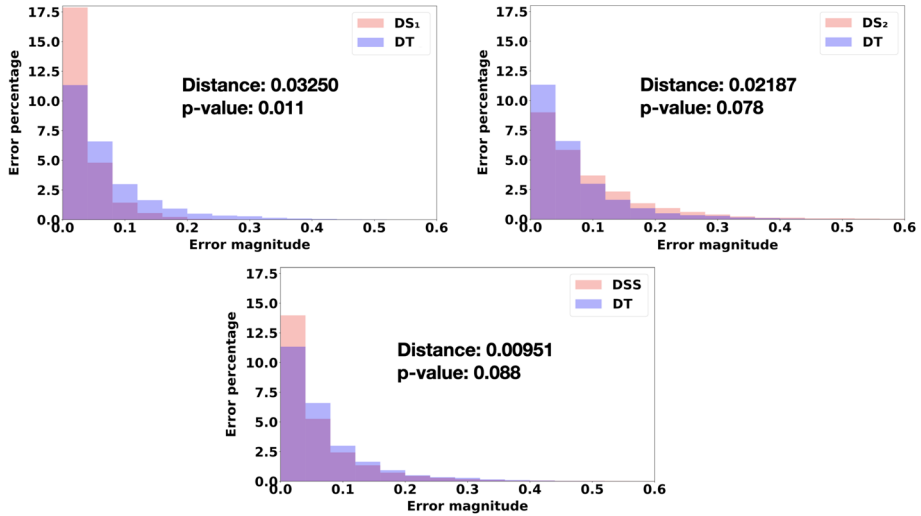 17.5
15.0
12.5
10.0
7.5
5.0
2.5
0.0
Error percentage
DS₁
DT
Distance: 0.03250
p-value: 0.011
0.0 0.1 0.2 0.3 0.4 0.5 0.6
Error magnitude
17.5
15.0
12.5
10.0
7.5
5.0
2.5
0.0
Error percentage
DS₂
DT
Distance: 0.02187
p-value: 0.078
0.0 0.1 0.2 0.3 0.4 0.5 0.6
Error magnitude
17.5
15.0
12.5
10.0
7.5
5.0
2.5
0.0
Error percentage
DSS
DT
Distance: 0.00951
p-value: 0.088
0.0 0.1 0.2 0.3 0.4 0.5 0.6
Error magnitude